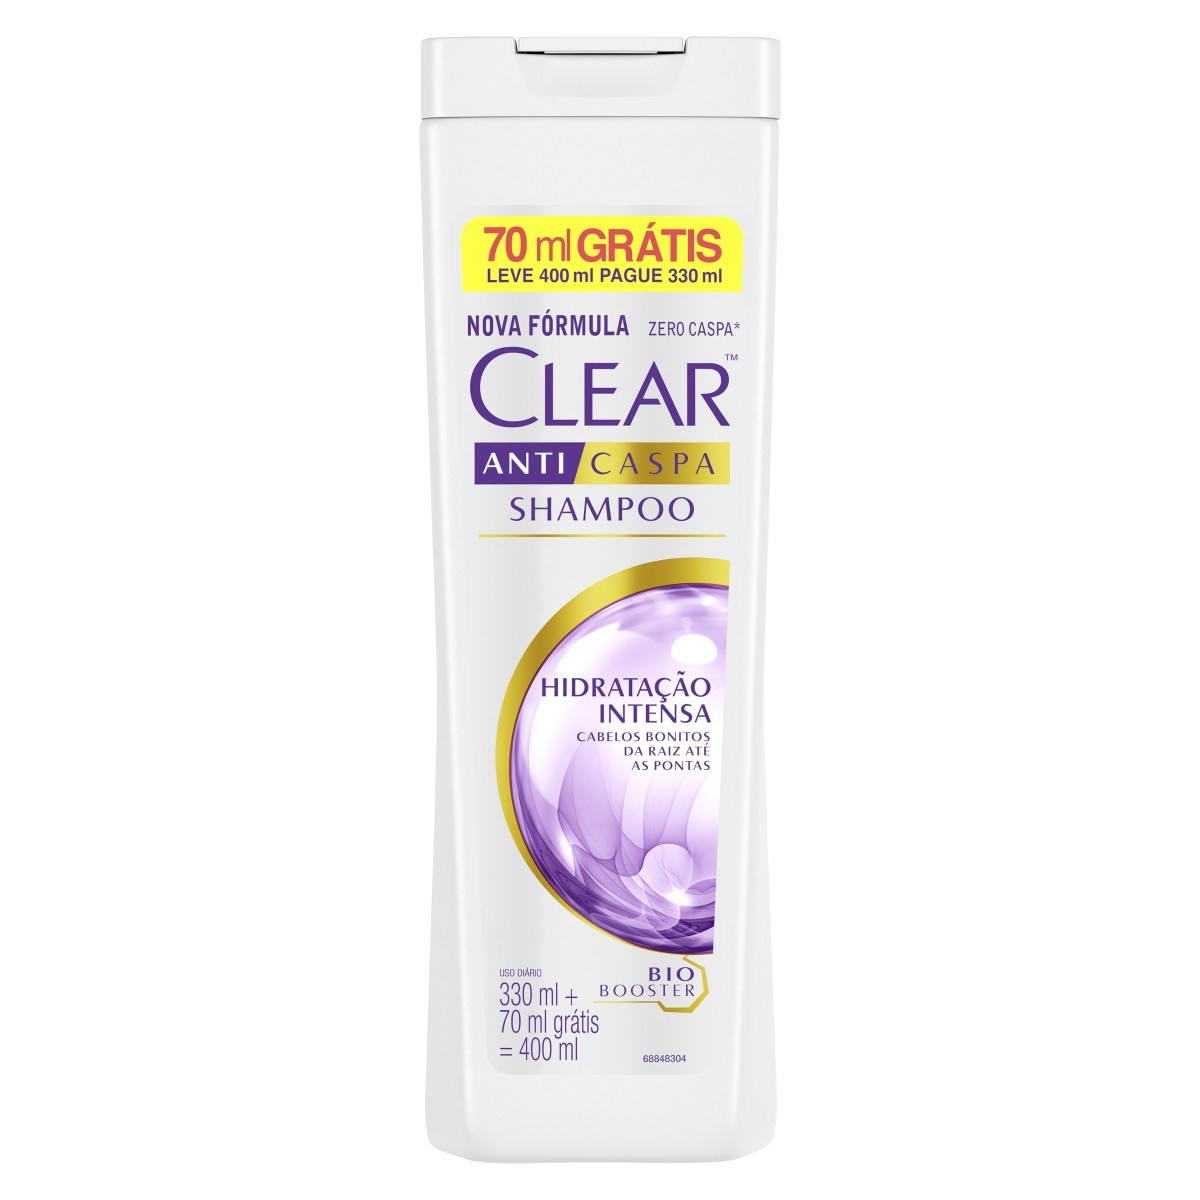 70 ml GRÁTIS
LEVE 400 ml PAGUE 330 ml
NOVA FÓRMULA ZERO CASPA*
CLEAR™
ANTI CASPA
SHAMPOO
HIDRATAÇÃO
INTENSA
CABELOS BONITOS
DA RAIZ ATÉ
AS PONTAS
BIO
BOOSTER
USO DIÁRIO
330 ml +
70 ml grátis
= 400 ml
68848304